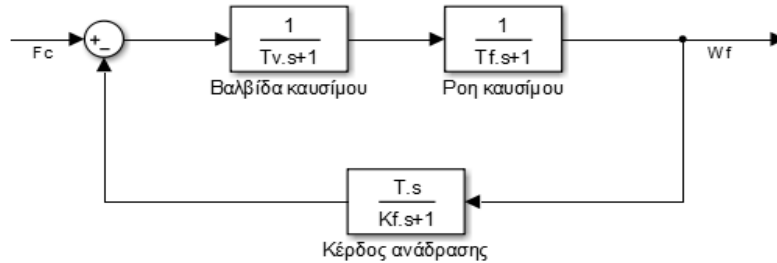 Fc
+
−
1
Tv.s+1
Βαλβίδα καυσίμου
1
Tf.s+1
Ροη καυσίμου
Wf
T.s
Kf.s+1
Κέρδος ανάδρασης